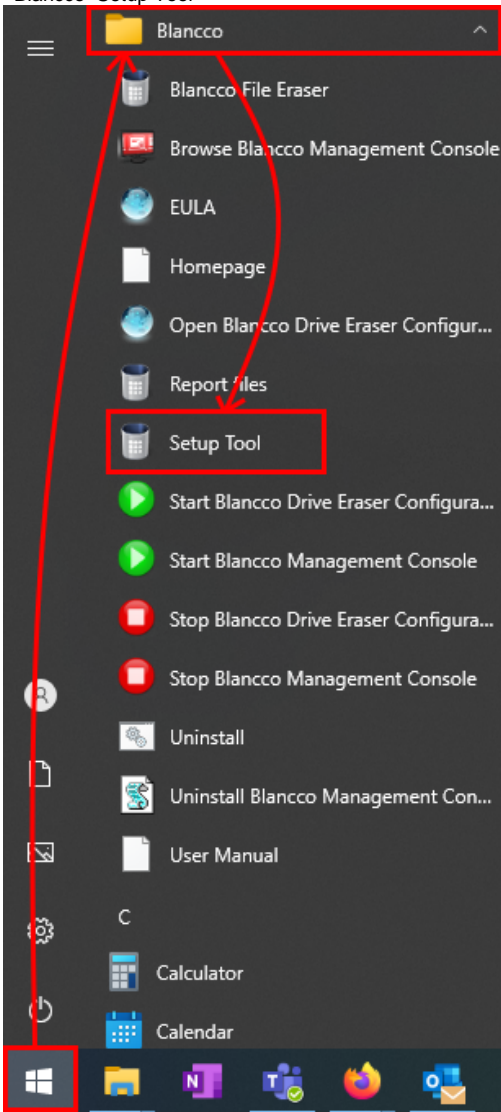 Blancco
Blancco File Eraser
Browse Blancco Management Console
EULA
Homepage
Open Blancco Drive Eraser Configur...
Report files
Setup Tool
Start Blancco Drive Eraser Configura...
Start Blancco Management Console
Stop Blancco Drive Eraser Configura...
Stop Blancco Management Console
Uninstall
Uninstall Blancco Management Con...
User Manual
C
Calculator
Calendar